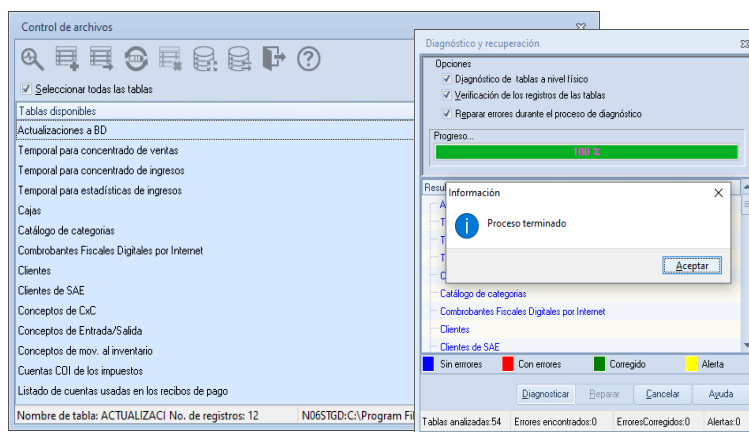 Control de archivos
Seleccionar todas las tablas
Tablas disponibles
Actualizaciones a BD
Temporal para concentrado de ventas
Temporal para concentrado de ingresos
Temporal para estadísticas de ingresos
Cajas
Catálogo de categorias
Combrobantes Fiscales Digitales por Internet
Clientes
Clientes de SAE
Conceptos de CxC
Conceptos de Entrada/Salida
Conceptos de mov. al inventario
Cuentas COI de los impuestos
Listado de cuentas usadas en los recibos de pago
Nombre de tabla: ACTUALIZACI No. de registros: 12 N06STGD:C:\Program Fil
Diagnóstico y recuperación
Opciones
Diagnóstico de tablas a nivel físico
Verificación de los registros de las tablas
Reparar errores durante el proceso de diagnóstico
Progreso...
100 %
Resul
Información
Proceso terminado
Aceptar
Catálogo de categorias
Combrobantes Fiscales Digitales por Internet
Clientes
Clientes de SAE
Sin errores Con errores Corregido Alerta
Diagnosticar Reparar Cancelar Ayuda
Tablas analizadas:54 Errores encontrados:0 ErroresCorregidos:0 Alertas:0